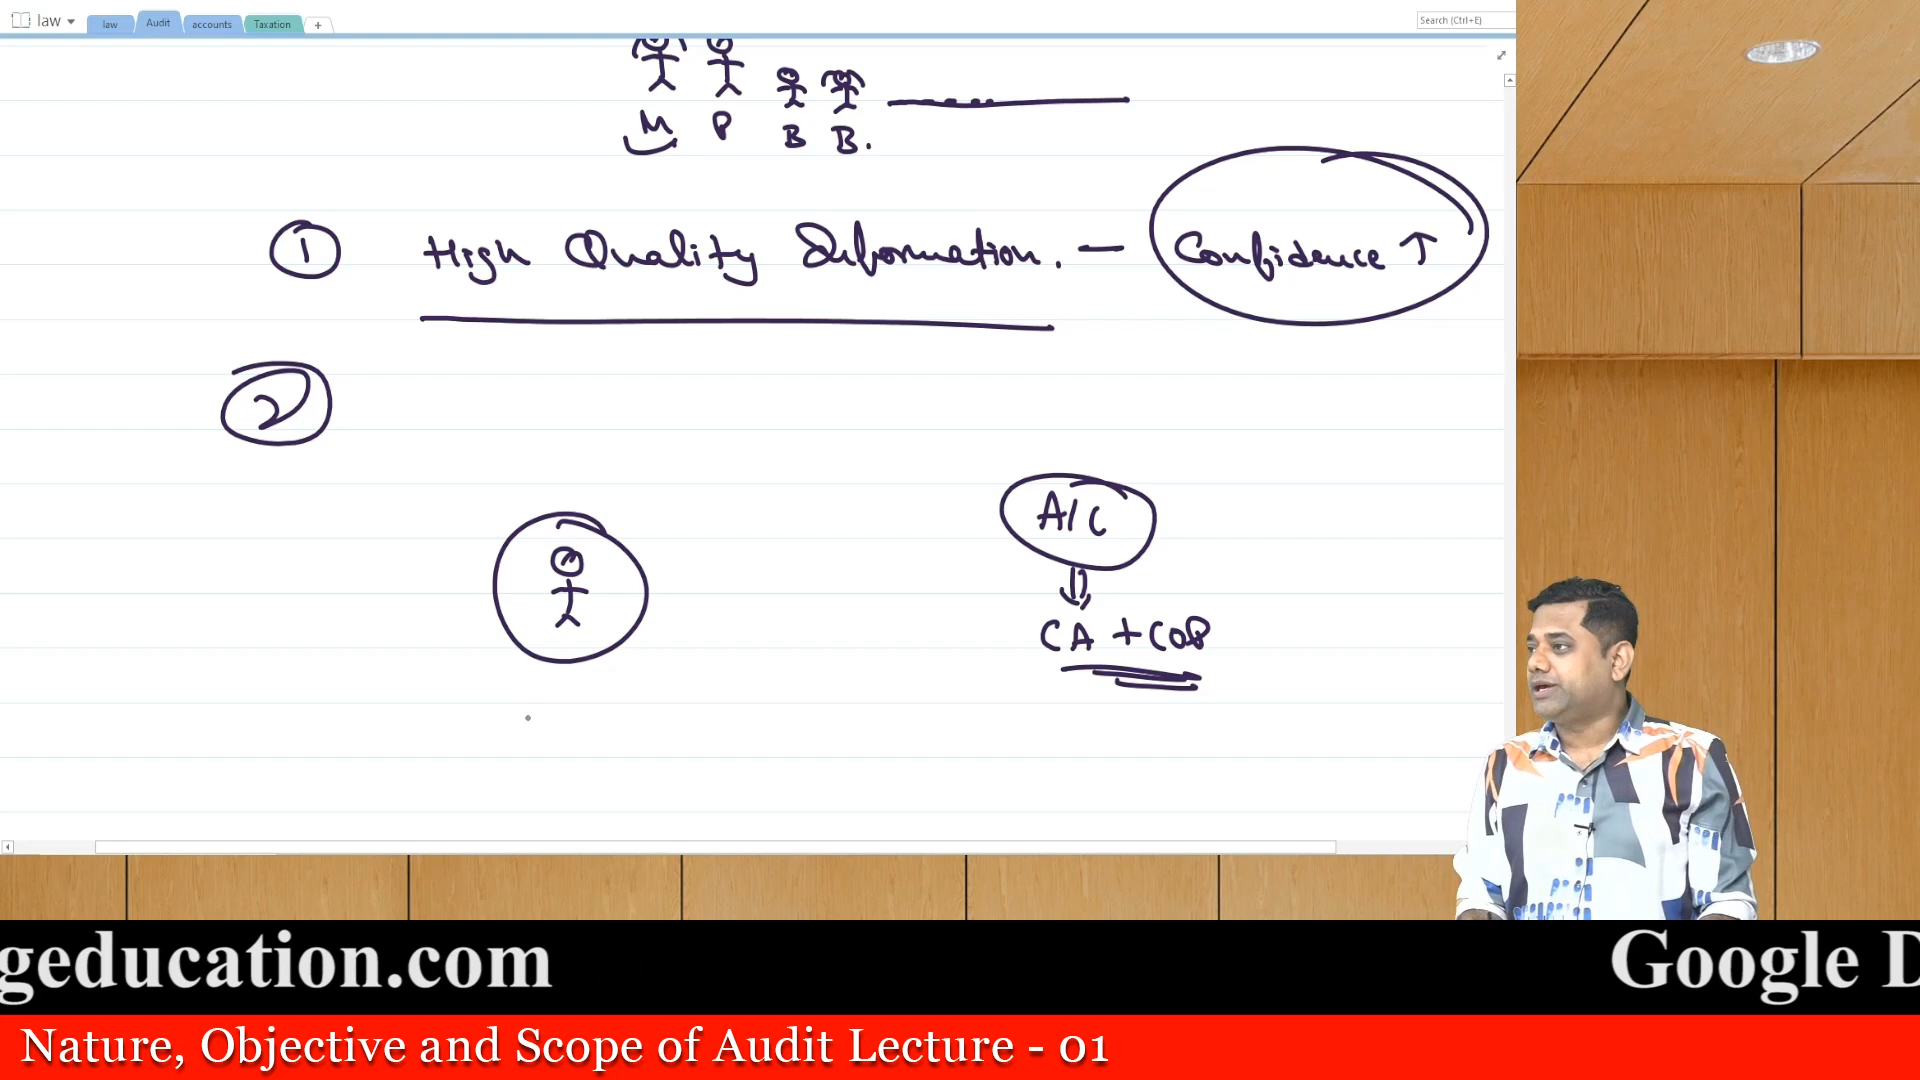 law law Audit accounts Taxation + Search (Ctrl+E)
M P B B.
1 High Quality Information. — Confidence ↑
2
A/C
CA + COP
geducation.com Google D
Nature, Objective and Scope of Audit Lecture - 01